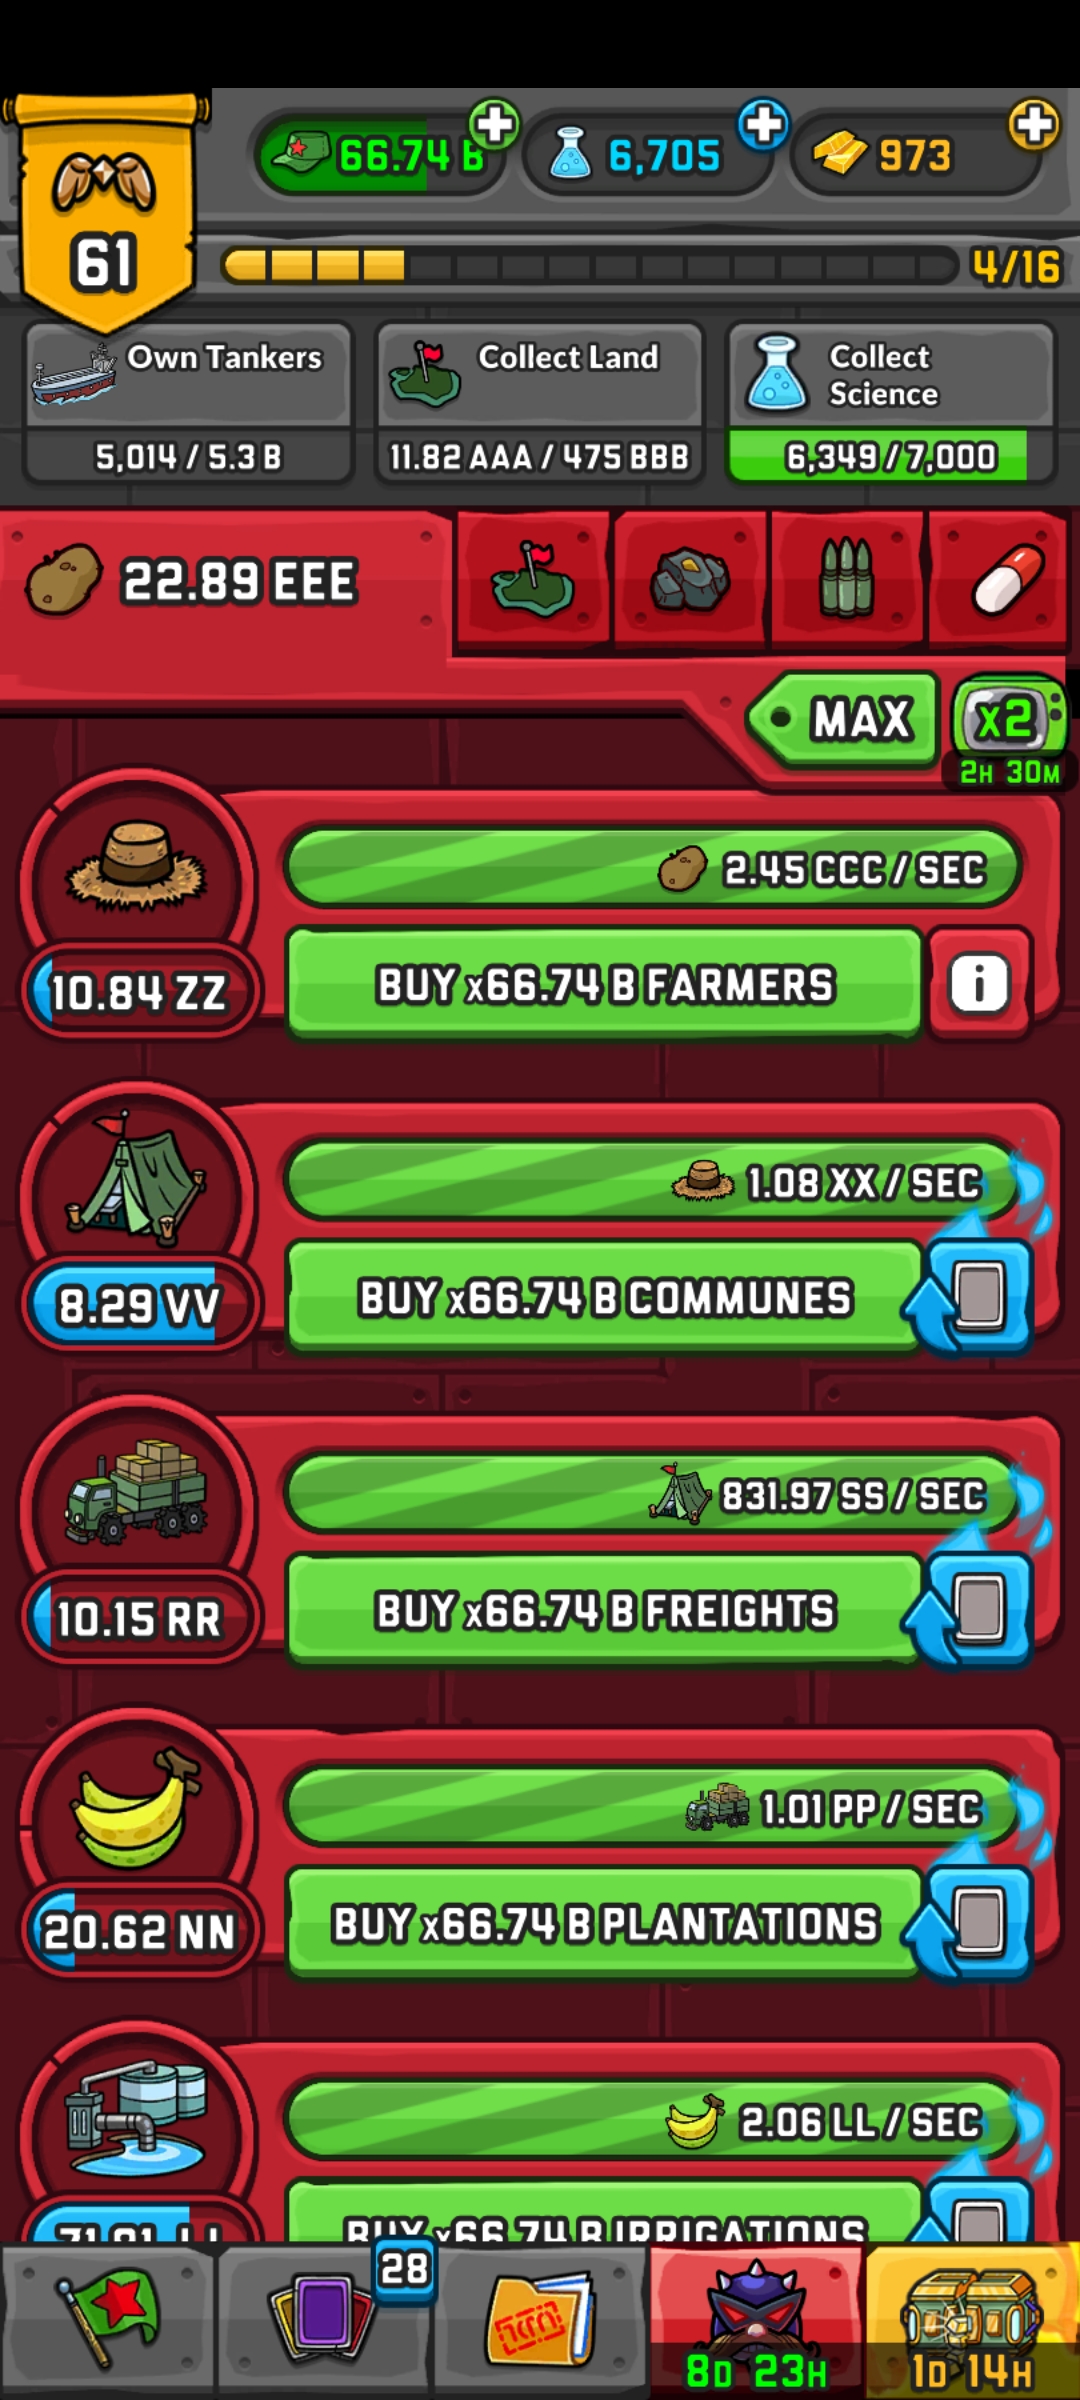 66.74 B
6,705
973
61
4/16
Own Tankers
5,014 / 5.3 B
Collect Land
11.82 AAA / 475 BBB
Collect
Science
6,349 / 7,000
22.89 EEE
MAX
x2
2H 30M
2.45 CCC / SEC
10.84 ZZ
BUY x66.74 B FARMERS
i
1.08 XX / SEC
8.29 VV
BUY x66.74 B COMMUNES
831.97 SS / SEC
10.15 RR
BUY x66.74 B FREIGHTS
1.01 PP / SEC
20.62 NN
BUY x66.74 B PLANTATIONS
2.06 LL / SEC
BUY x66.74 B IRRIGATIONS
28
8D 23H
1D 14H